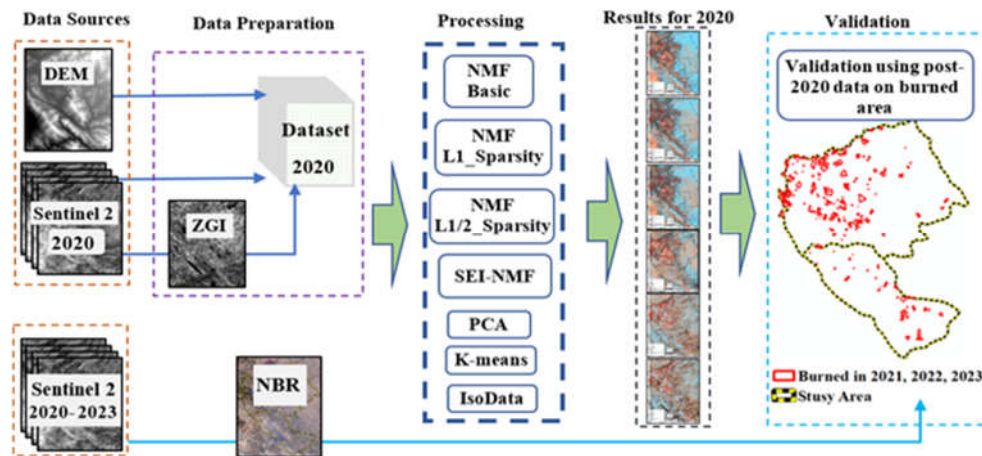 Data Sources
Data Preparation
Processing
Results for 2020
Validation
DEM
Sentinel 2
2020
ZGI
Dataset
2020
NMF
Basic
NMF
L1_Sparsity
NMF
L1/2_Sparsity
SEI-NMF
PCA
K-means
IsoData
Validation using post-
2020 data on burned
area
Burned in 2021, 2022, 2023
Stusy Area
Sentinel 2
2020- 2023
NBR